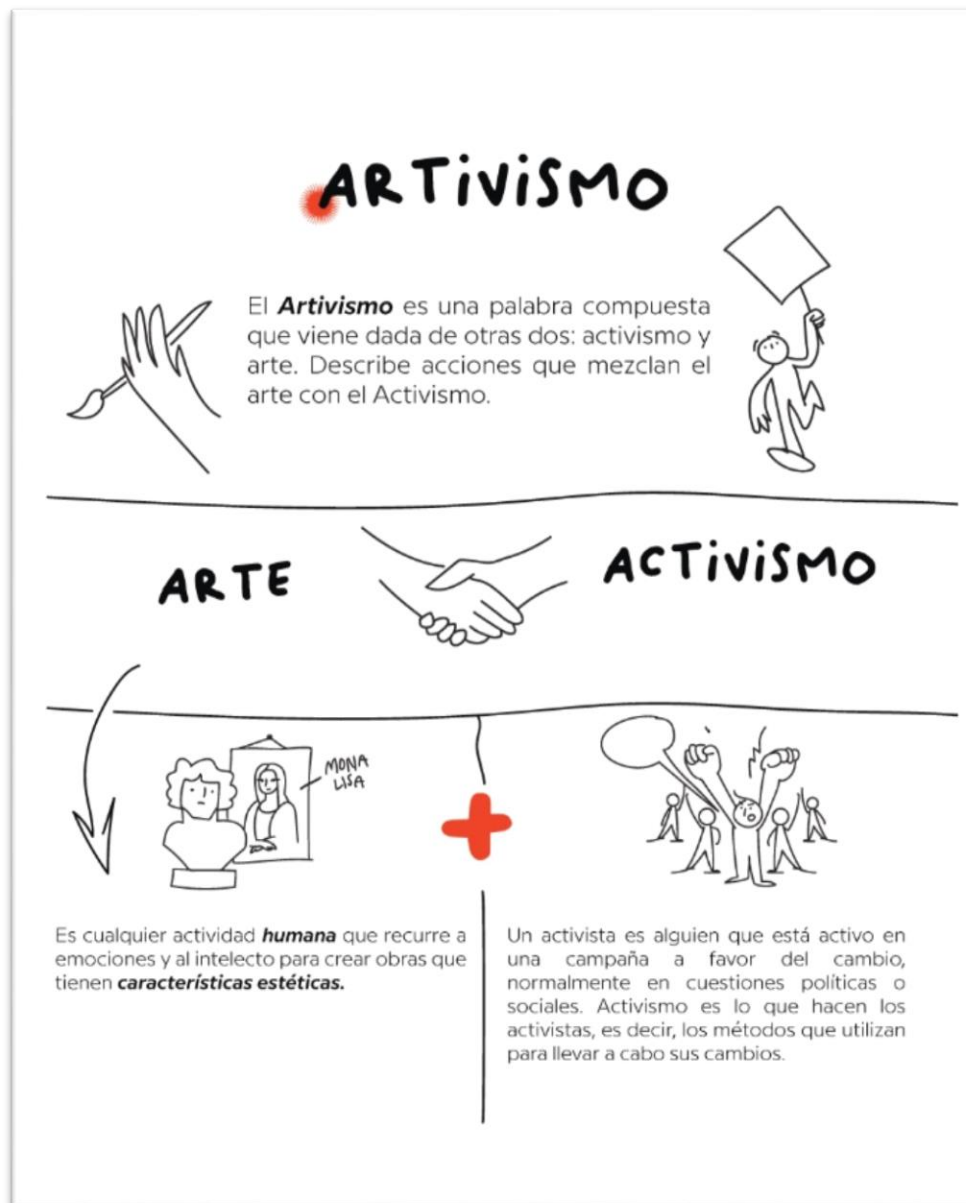 ARTiViSMO
El Artivismo es una palabra compuesta
que viene dada de otras dos: activismo y
arte. Describe acciones que mezclan el
arte con el Activismo.
ARTE
ACTiViSMO
MONA
LISA
Es cualquier actividad humana que recurre a
emociones y al intelecto para crear obras que
tienen características estéticas.
Un activista es alguien que está activo en
una campaña a favor del cambio,
normalmente en cuestiones políticas o
sociales. Activismo es lo que hacen los
activistas, es decir, los métodos que utilizan
para llevar a cabo sus cambios.